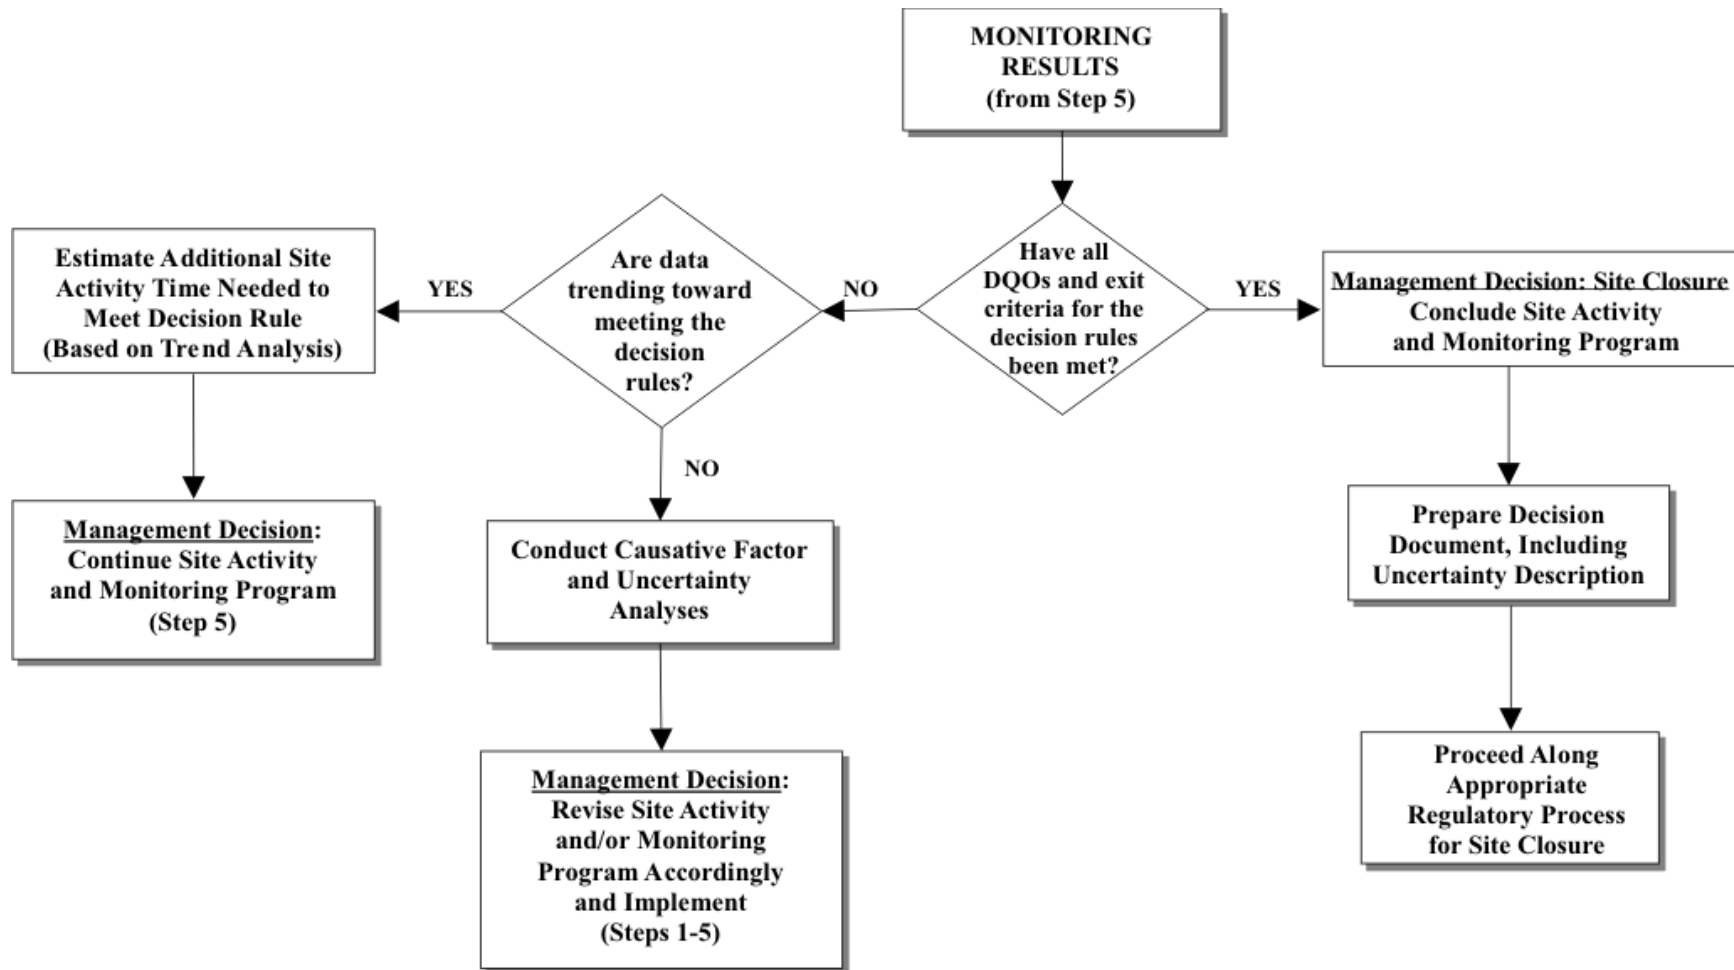 MONITORING
RESULTS
(from Step 5)
Have all
DQOs and exit
criteria for the
decision rules
been met?
YES
Management Decision: Site Closure
Conclude Site Activity
and Monitoring Program
Prepare Decision
Document, Including
Uncertainty Description
Proceed Along
Appropriate
Regulatory Process
for Site Closure
NO
Are data
trending toward
meeting the
decision
rules?
YES
Estimate Additional Site
Activity Time Needed to
Meet Decision Rule
(Based on Trend Analysis)
Management Decision:
Continue Site Activity
and Monitoring Program
(Step 5)
NO
Conduct Causative Factor
and Uncertainty
Analyses
Management Decision:
Revise Site Activity
and/or Monitoring
Program Accordingly
and Implement
(Steps 1-5)